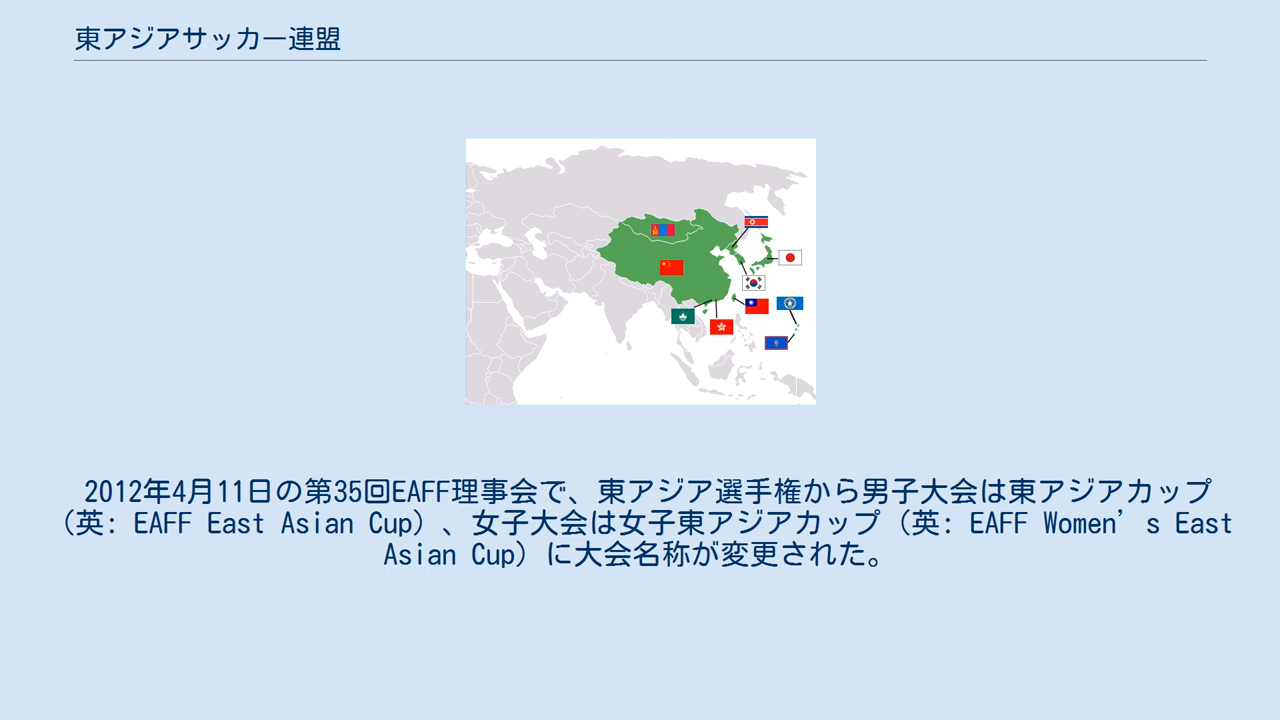 東アジアサッカー連盟
2012年4月11日の第35回EAFF理事会で、東アジア選手権から男子大会は東アジアカップ
（英: EAFF East Asian Cup）、女子大会は女子東アジアカップ（英: EAFF Women’s East
Asian Cup）に大会名称が変更された。